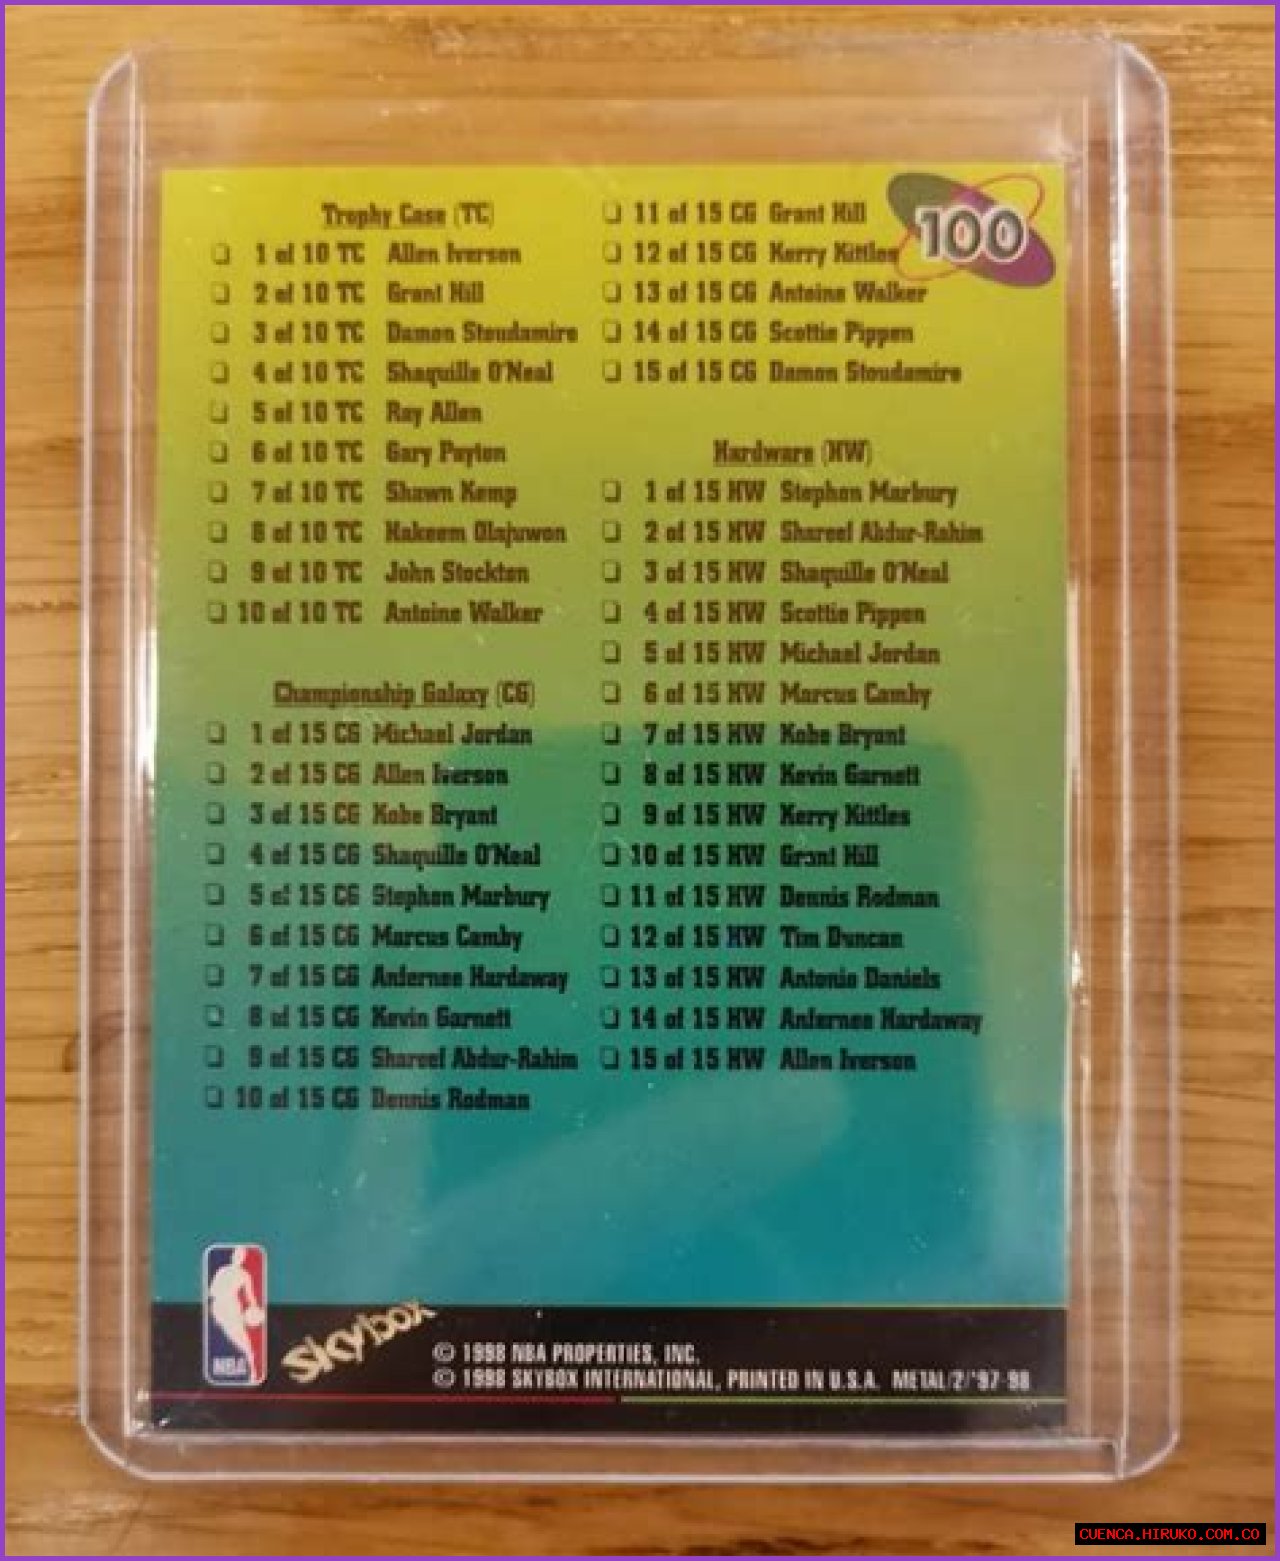 Trophy Case (TC)
1 of 10 TC Allen Iverson
2 of 10 TC Grant Hill
3 of 10 TC Damon Stoudamire
4 of 10 TC Shaquille O'Neal
5 of 10 TC Ray Allen
6 of 10 TC Gary Payton
7 of 10 TC Shawn Kemp
8 of 10 TC Hakeem Olajuwon
9 of 10 TC John Stockton
10 of 10 TC Antoine Walker
Championship Galaxy (CG)
1 of 15 CG Michael Jordan
2 of 15 CG Allen Iverson
3 of 15 CG Kobe Bryant
4 of 15 CG Shaquille O'Neal
5 of 15 CG Stephon Marbury
6 of 15 CG Marcus Camby
7 of 15 CG Anfernee Hardaway
8 of 15 CG Kevin Garnett
9 of 15 CG Shareef Abdur-Rahim
10 of 15 CG Dennis Rodman
11 of 15 CG Grant Hill
12 of 15 CG Kerry Kittles
13 of 15 CG Antoine Walker
14 of 15 CG Scottie Pippen
15 of 15 CG Damon Stoudamire
100
Hardware (HW)
1 of 15 HW Stephon Marbury
2 of 15 HW Shareef Abdur-Rahim
3 of 15 HW Shaquille O'Neal
4 of 15 HW Scottie Pippen
5 of 15 HW Michael Jordan
6 of 15 HW Marcus Camby
7 of 15 HW Kobe Bryant
8 of 15 HW Kevin Garnett
9 of 15 HW Kerry Kittles
10 of 15 HW Grant Hill
11 of 15 HW Dennis Rodman
12 of 15 HW Tim Duncan
13 of 15 HW Antonio Daniels
14 of 15 HW Anfernee Hardaway
15 of 15 HW Allen Iverson
NBA
Skybox
© 1998 NBA PROPERTIES, INC.
© 1998 SKYBOX INTERNATIONAL, PRINTED IN U.S.A. METAL/2/'97-98
CUENCA.HIRUKO.COM.CO